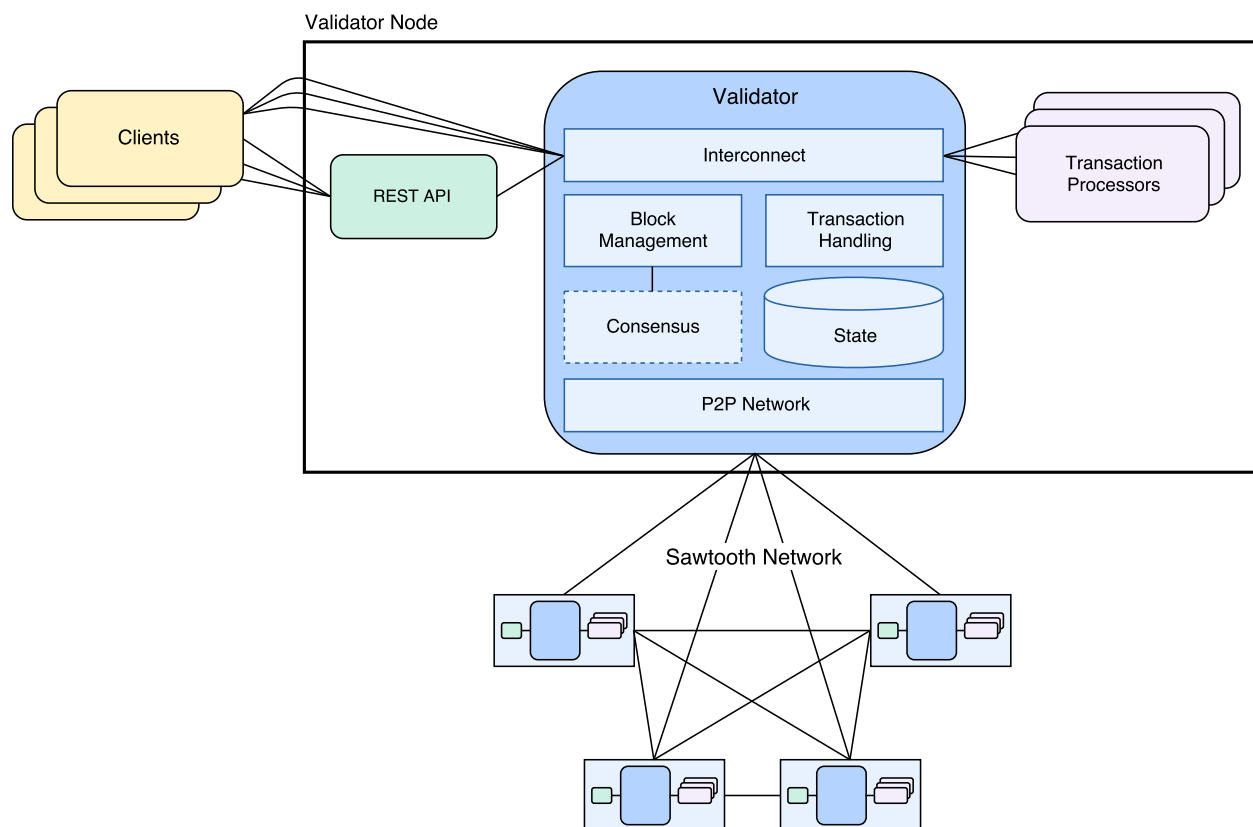 Validator Node
Validator
Clients
Interconnect
Transaction
Processors
REST API
Block
Management
Transaction
Handling
Consensus
State
P2P Network
Sawtooth Network